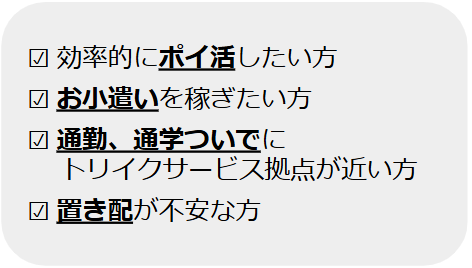 ☑ 効率的にポイ活したい方
☑ お小遣いを稼ぎたい方
☑ 通勤、通学ついでに
トリイクサービス拠点が近い方
☑ 置き配が不安な方